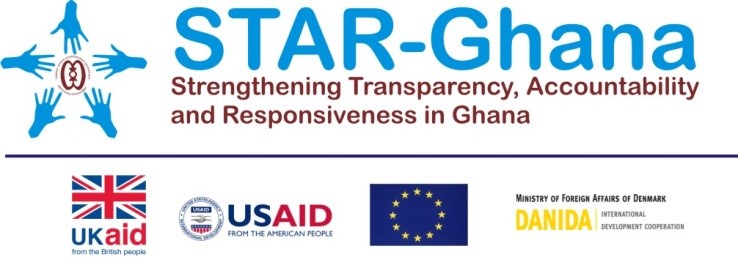 STAR-Ghana
Strengthening Transparency, Accountability
and Responsiveness in Ghana
UKaid
from the British people
USAID
USAID
FROM THE AMERICAN PEOPLE
MINISTRY OF FOREIGN AFFAIRS OF DENMARK
DANIDA
INTERNATIONAL
DEVELOPMENT COOPERATION